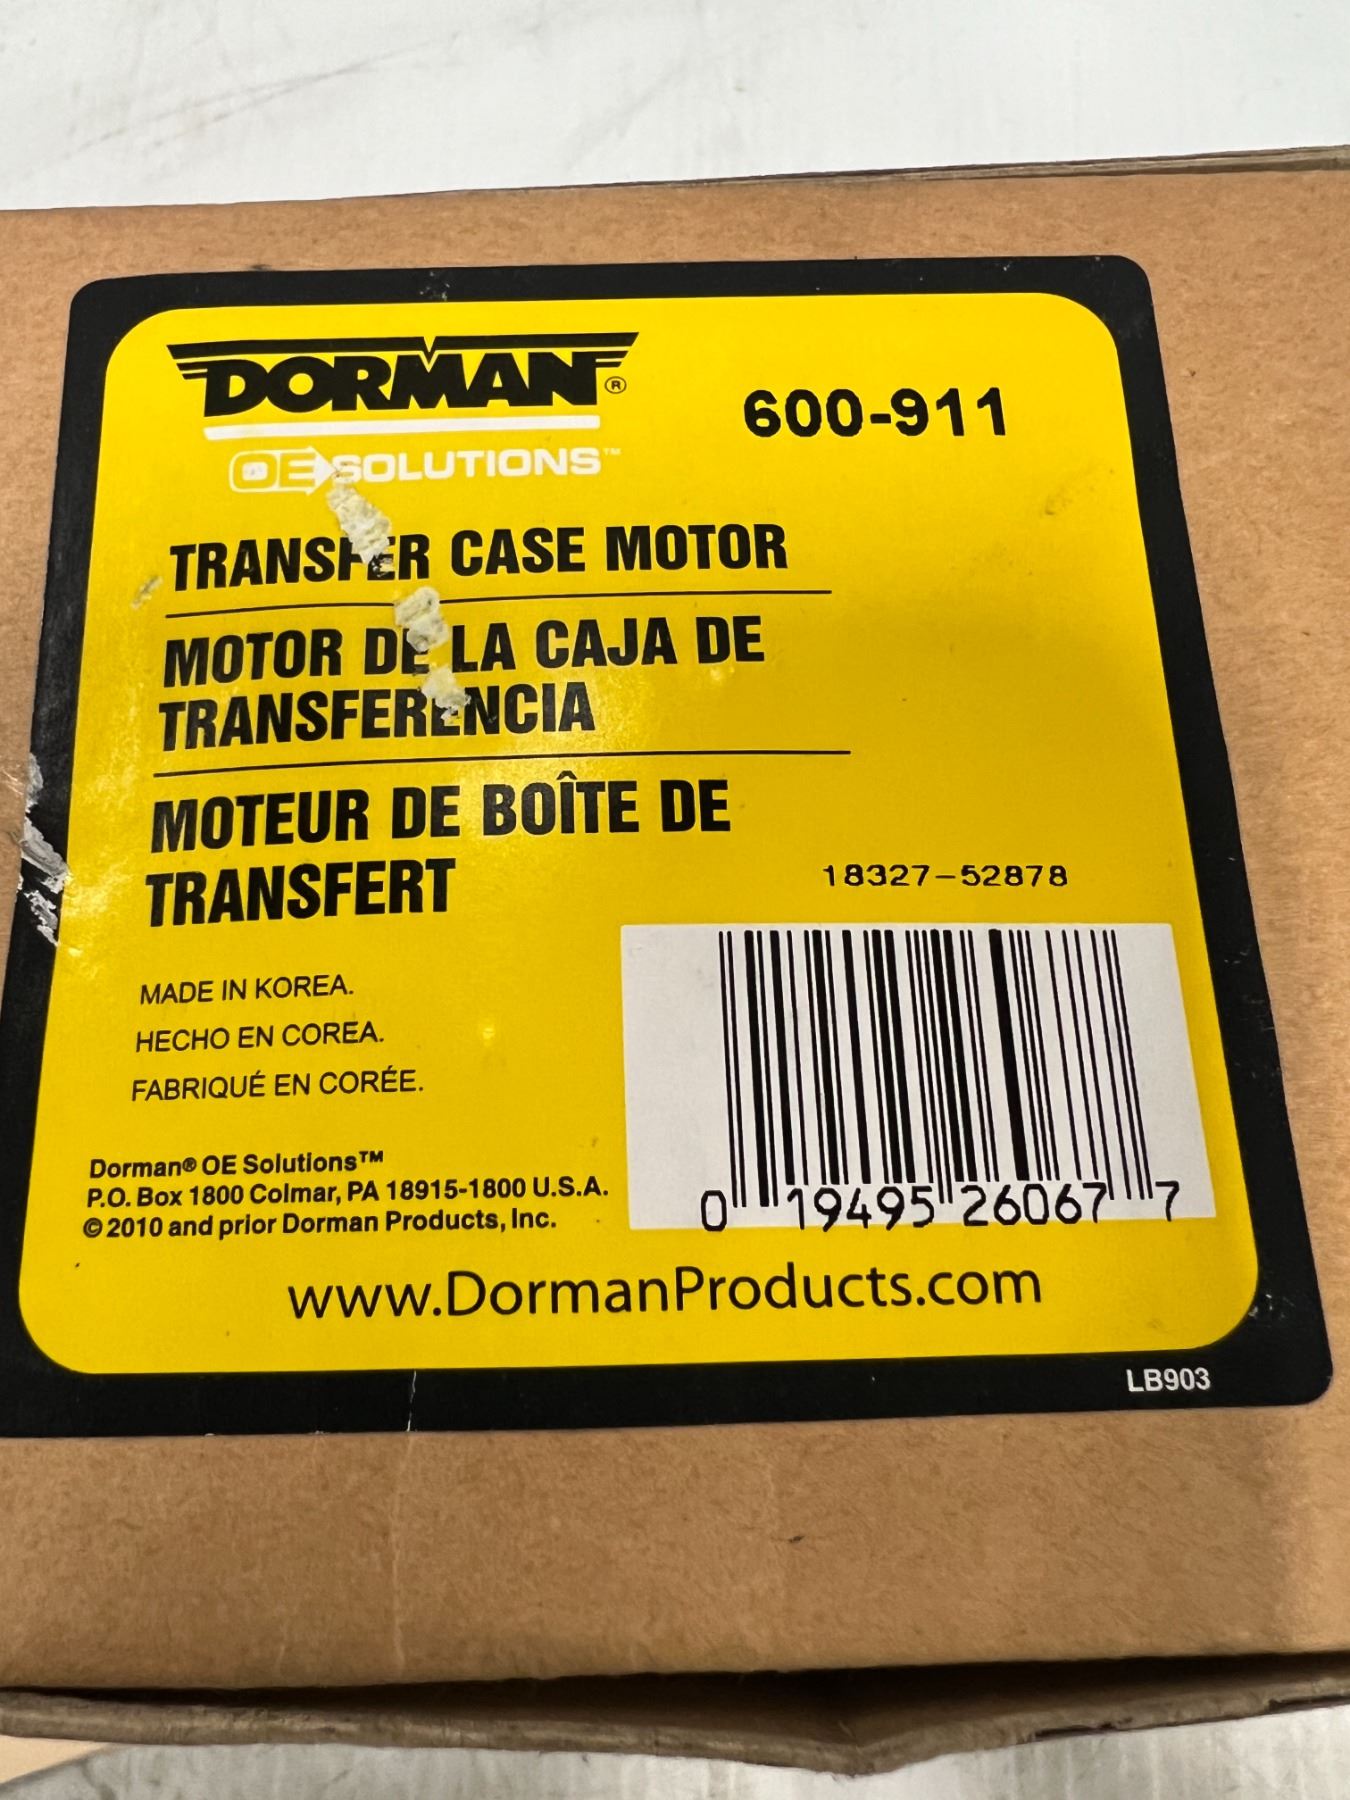 DORMAN®
600-911
OE SOLUTIONS™
TRANSFER CASE MOTOR
MOTOR DE LA CAJA DE
TRANSFERENCIA
MOTEUR DE BOÎTE DE
TRANSFERT
18327-52878
MADE IN KOREA.
HECHO EN COREA.
FABRIQUÉ EN CORÉE.
Dorman® OE Solutions™
P.O. Box 1800 Colmar, PA 18915-1800 U.S.A.
© 2010 and prior Dorman Products, Inc.
0 19495 26067 7
www.DormanProducts.com
LB903